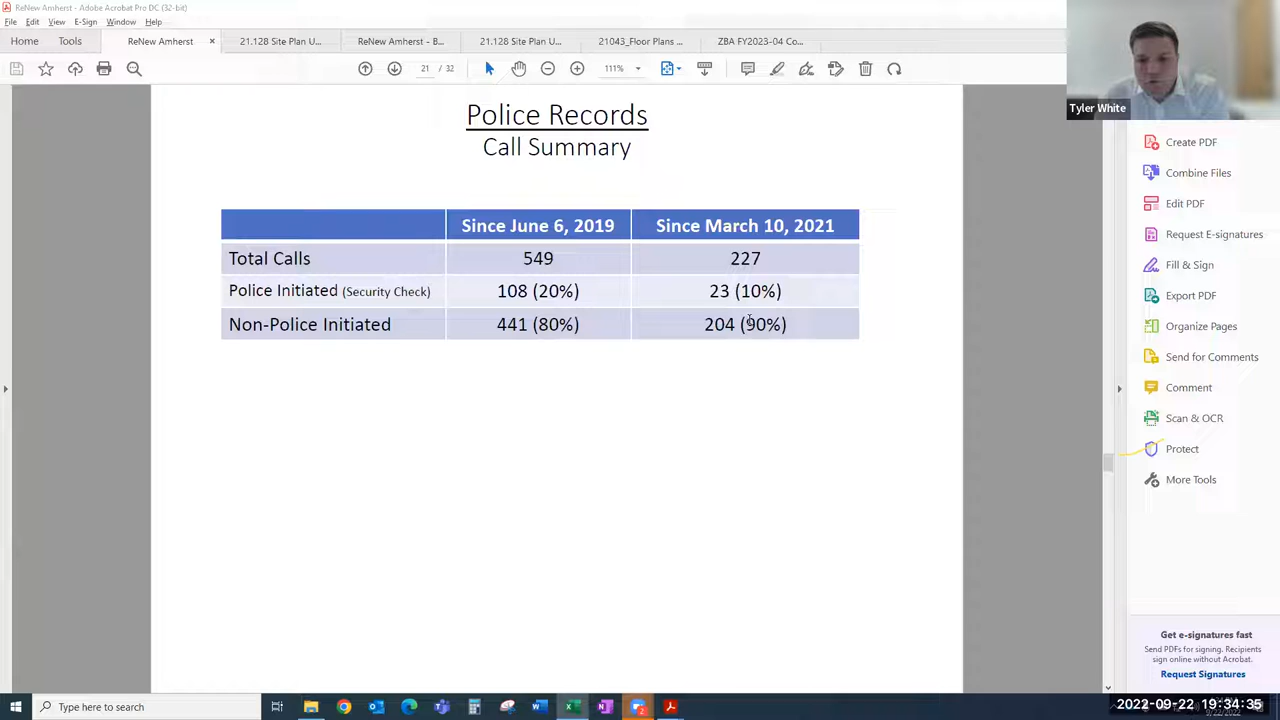 ReNew Amherst - Adobe Acrobat Pro DC (32-bit)
File Edit View E-Sign Window Help
Home Tools ReNew Amherst × 21.128 Site Plan U... ReNew Amherst - B... 21.128 Site Plan U... 21043_Floor Plans ... ZBA FY2023-04 Co...
21 / 32 111%
Tyler White
Police Records
Call Summary
Since June 6, 2019 Since March 10, 2021
Total Calls 549 227
Police Initiated (Security Check) 108 (20%) 23 (10%)
Non-Police Initiated 441 (80%) 204 (90%)
Create PDF
Combine Files
Edit PDF
Request E-signatures
Fill & Sign
Export PDF
Organize Pages
Send for Comments
Comment
Scan & OCR
Protect
More Tools
Get e-signatures fast
Send PDFs for signing. Recipients
sign online without Acrobat.
Request Signatures
Type here to search
2022-09-22 19:34:35